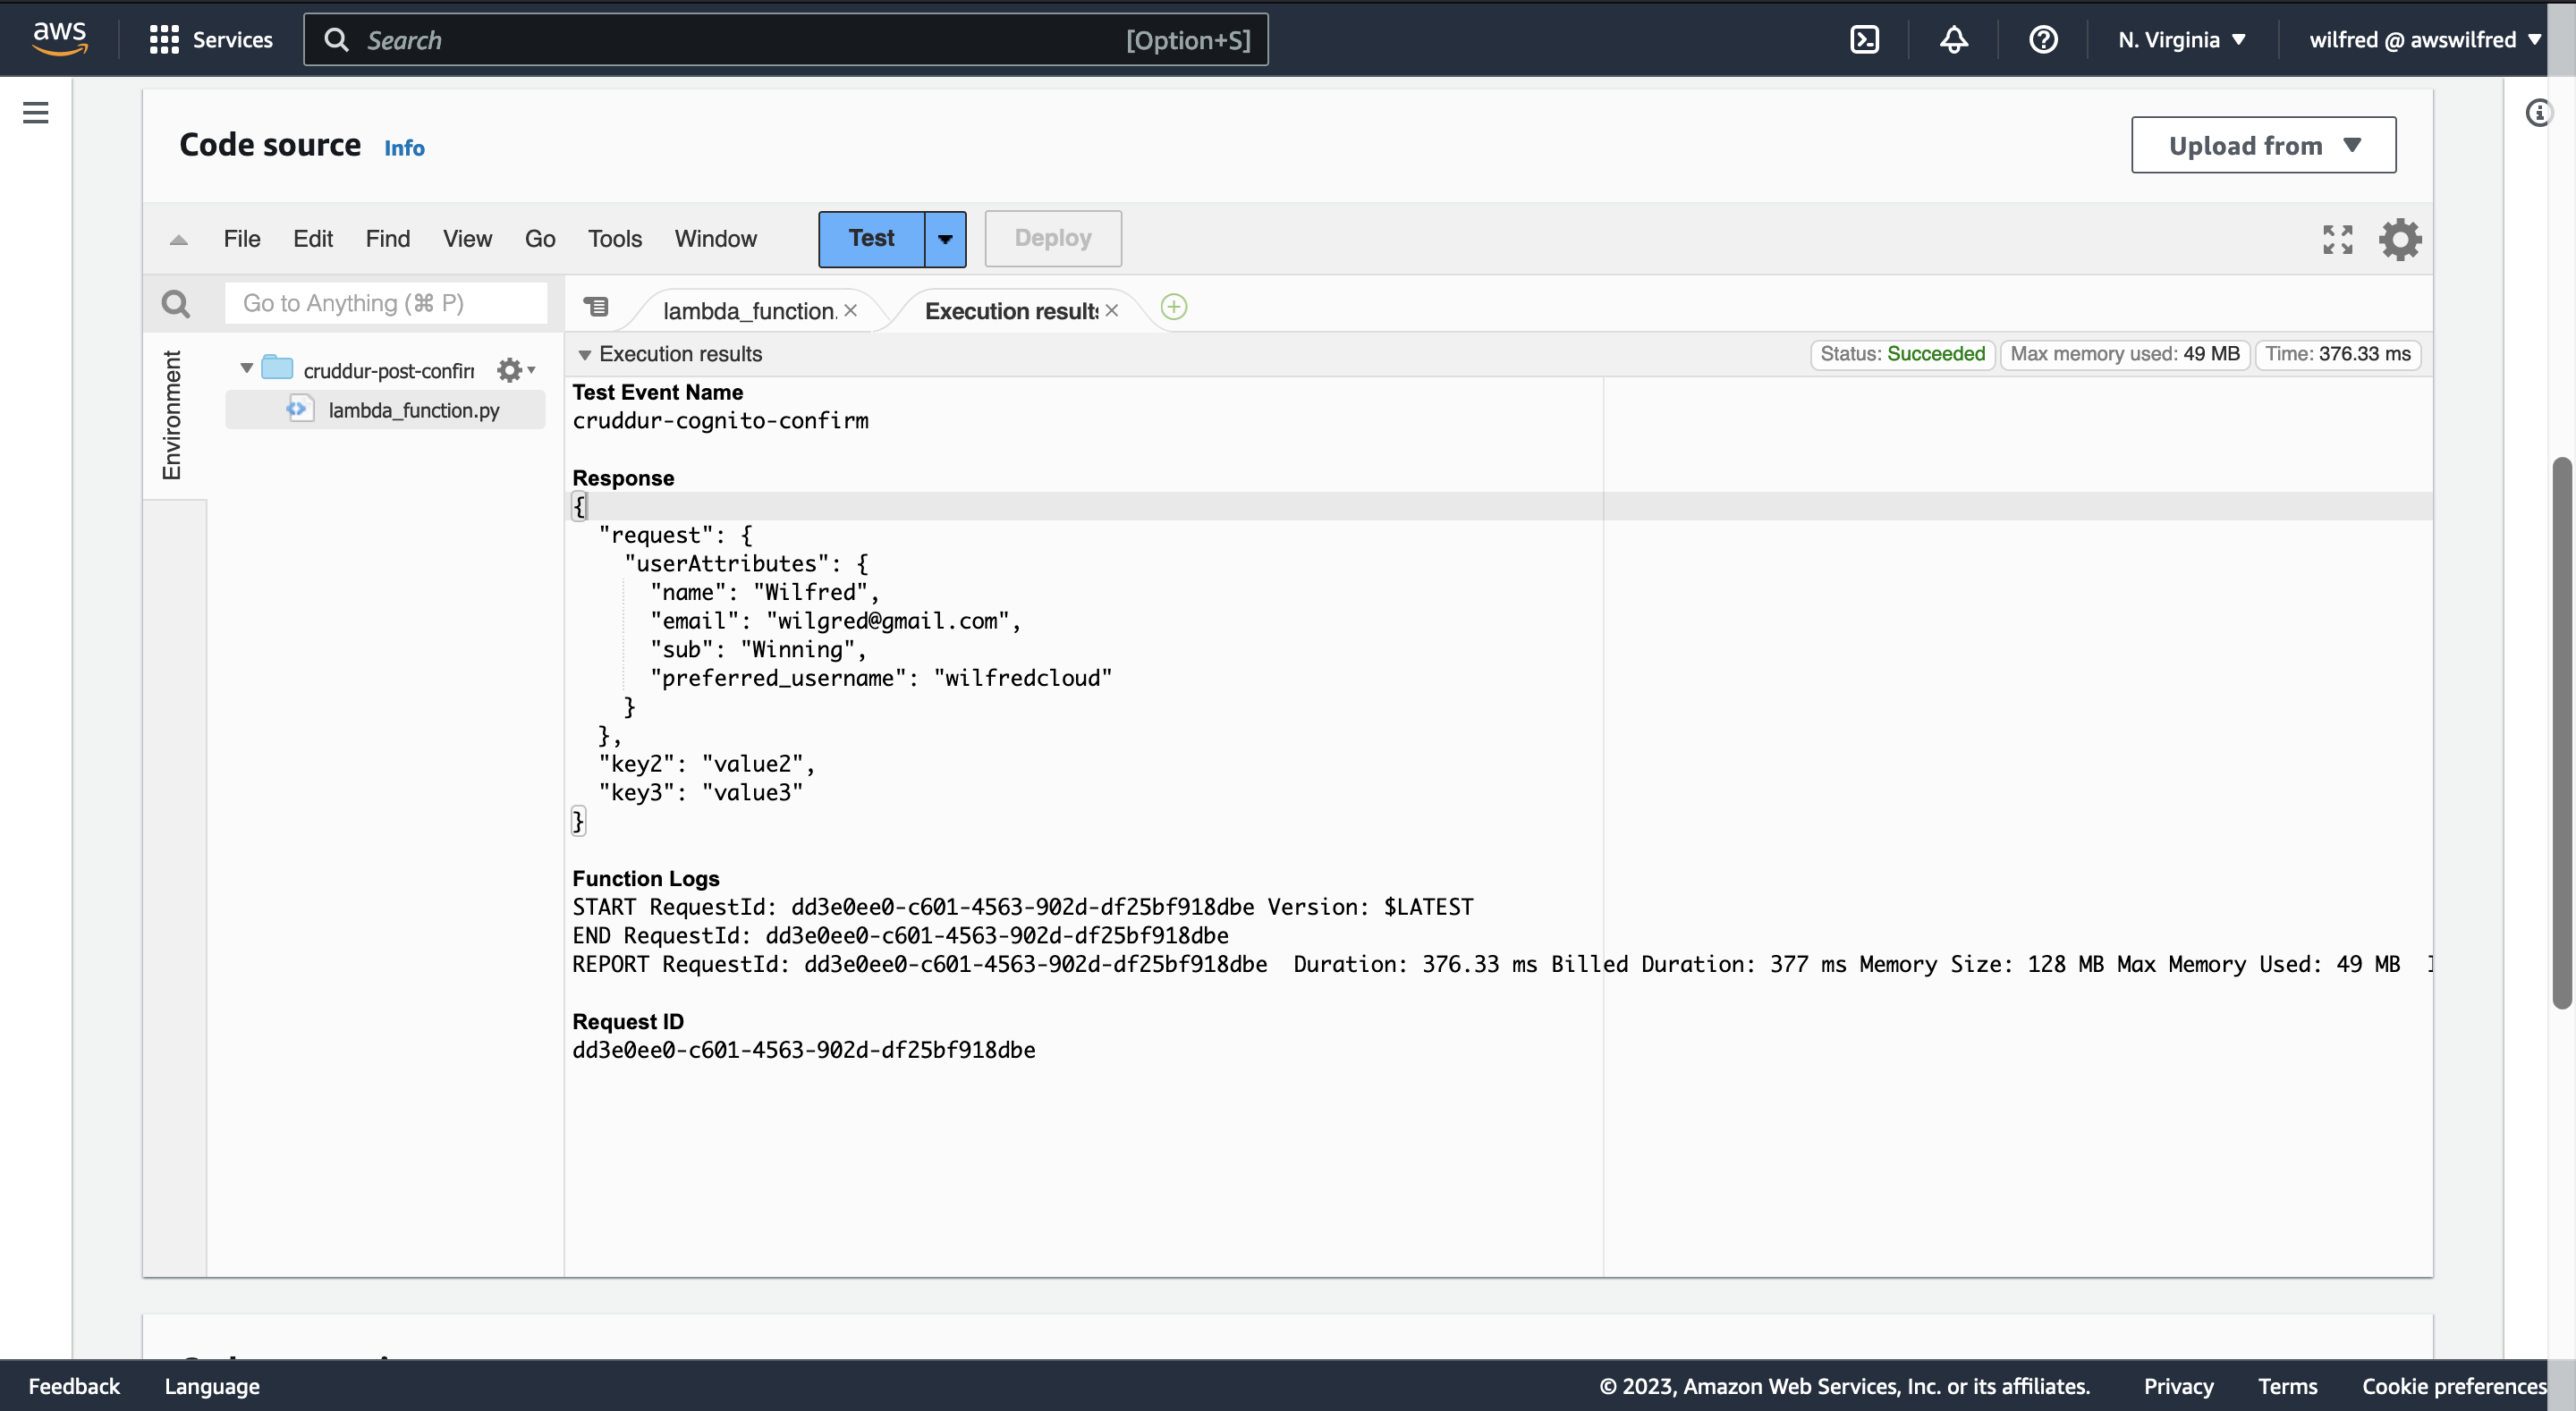 aws
Services
Search
[Option+S]
N. Virginia
wilfred @ awswilfred
Code source
Info
Upload from
File
Edit
Find
View
Go
Tools
Window
Test
Deploy
Go to Anything (⌘ P)
lambda_function.
Execution results
Environment
cruddur-post-confirm
lambda_function.py
Execution results
Status: Succeeded
Max memory used: 49 MB
Time: 376.33 ms
Test Event Name
cruddur-cognito-confirm
Response
{
"request": {
"userAttributes": {
"name": "Wilfred",
"email": "wilgred@gmail.com",
"sub": "Winning",
"preferred_username": "wilfredcloud"
}
},
"key2": "value2",
"key3": "value3"
}
Function Logs
START RequestId: dd3e0ee0-c601-4563-902d-df25bf918dbe Version: $LATEST
END RequestId: dd3e0ee0-c601-4563-902d-df25bf918dbe
REPORT RequestId: dd3e0ee0-c601-4563-902d-df25bf918dbe Duration: 376.33 ms Billed Duration: 377 ms Memory Size: 128 MB Max Memory Used: 49 MB
Request ID
dd3e0ee0-c601-4563-902d-df25bf918dbe
Feedback
Language
© 2023, Amazon Web Services, Inc. or its affiliates.
Privacy
Terms
Cookie preferences